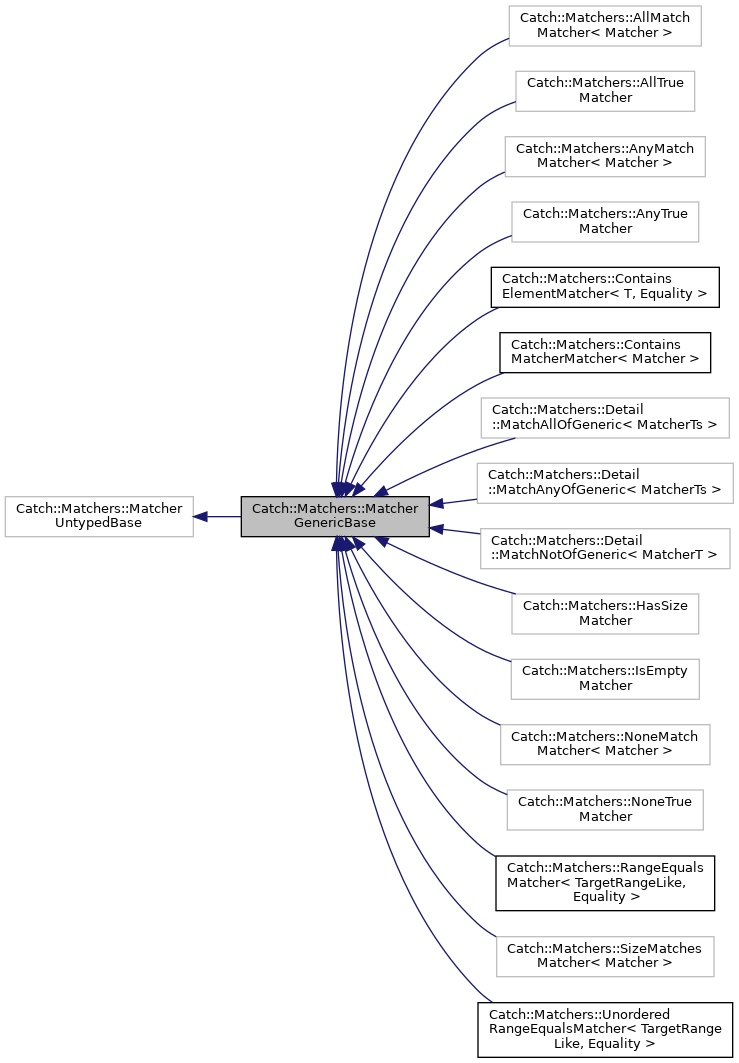 Catch::Matchers::AllMatch
Matcher< Matcher >
Catch::Matchers::AllTrue
Matcher
Catch::Matchers::AnyMatch
Matcher< Matcher >
Catch::Matchers::AnyTrue
Matcher
Catch::Matchers::Contains
ElementMatcher< T, Equality >
Catch::Matchers::Contains
MatcherMatcher< Matcher >
Catch::Matchers::Detail
::MatchAllOfGeneric< MatcherTs >
Catch::Matchers::Detail
::MatchAnyOfGeneric< MatcherTs >
Catch::Matchers::Matcher
UntypedBase
Catch::Matchers::Matcher
GenericBase
Catch::Matchers::Detail
::MatchNotOfGeneric< MatcherT >
Catch::Matchers::HasSize
Matcher
Catch::Matchers::IsEmpty
Matcher
Catch::Matchers::NoneMatch
Matcher< Matcher >
Catch::Matchers::NoneTrue
Matcher
Catch::Matchers::RangeEquals
Matcher< TargetRangeLike,
Equality >
Catch::Matchers::SizeMatches
Matcher< Matcher >
Catch::Matchers::Unordered
RangeEqualsMatcher< TargetRange
Like, Equality >